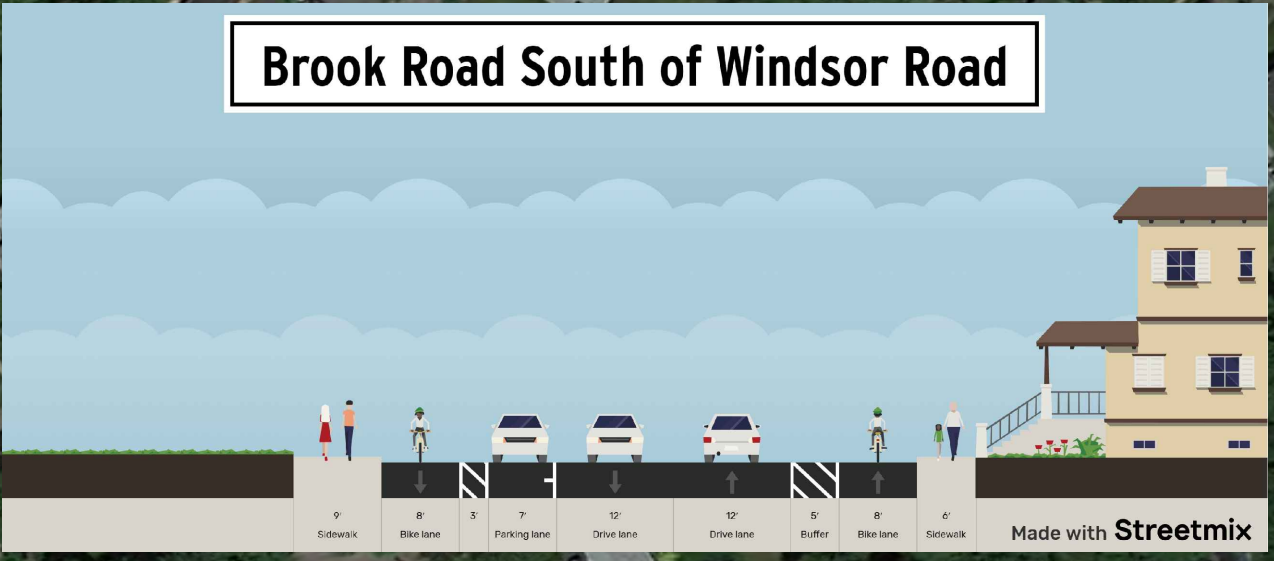 Brook Road South of Windsor Road
9' 8' 3' 7' 12' 12' 5' 8' 6'
Sidewalk Bike lane Parking lane Drive lane Drive lane Buffer Bike lane Sidewalk
Made with Streetmix